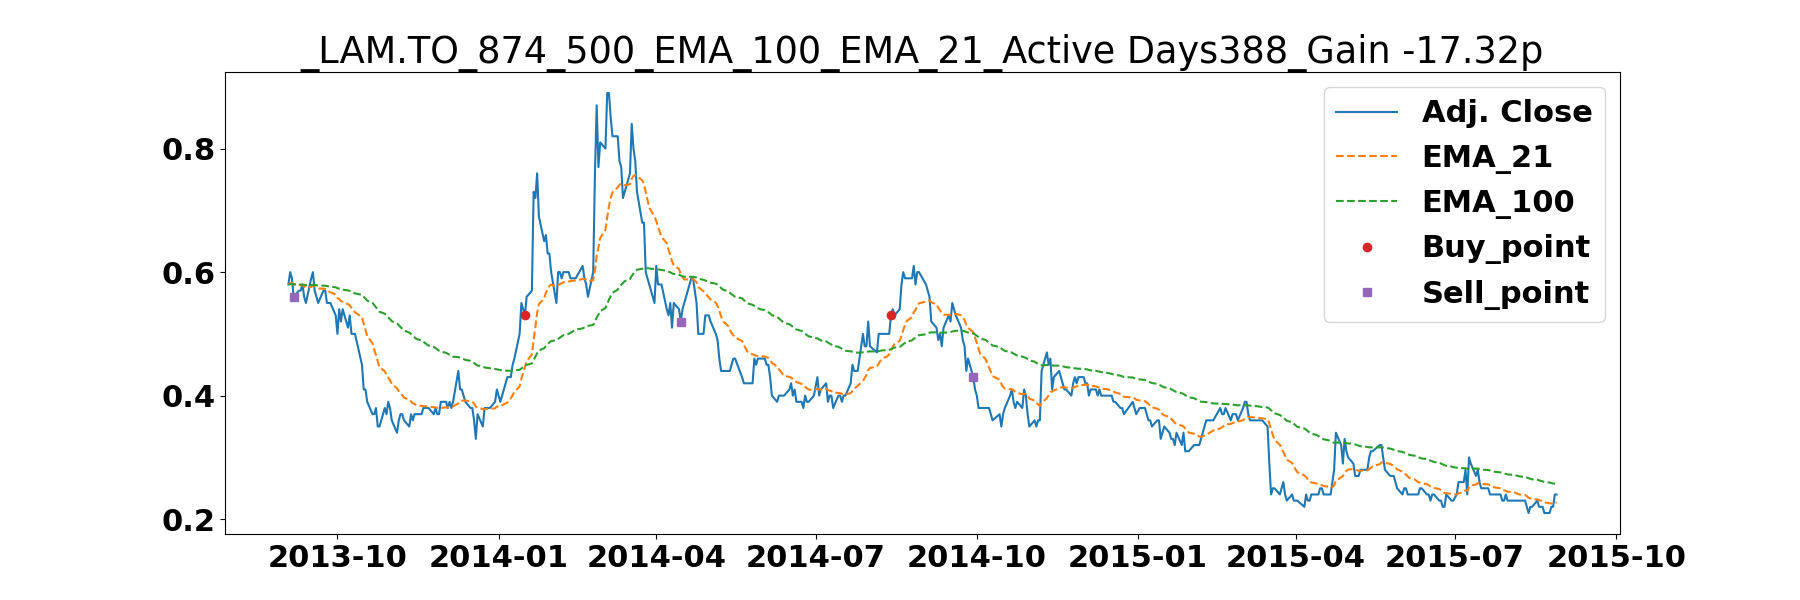 _LAM.TO_874_500_EMA_100_EMA_21_Active Days388_Gain -17.32p
Adj. Close
EMA_21
EMA_100
Buy_point
Sell_point
0.8
0.6
0.4
0.2
2013-10 2014-01 2014-04 2014-07 2014-10 2015-01 2015-04 2015-07 2015-10